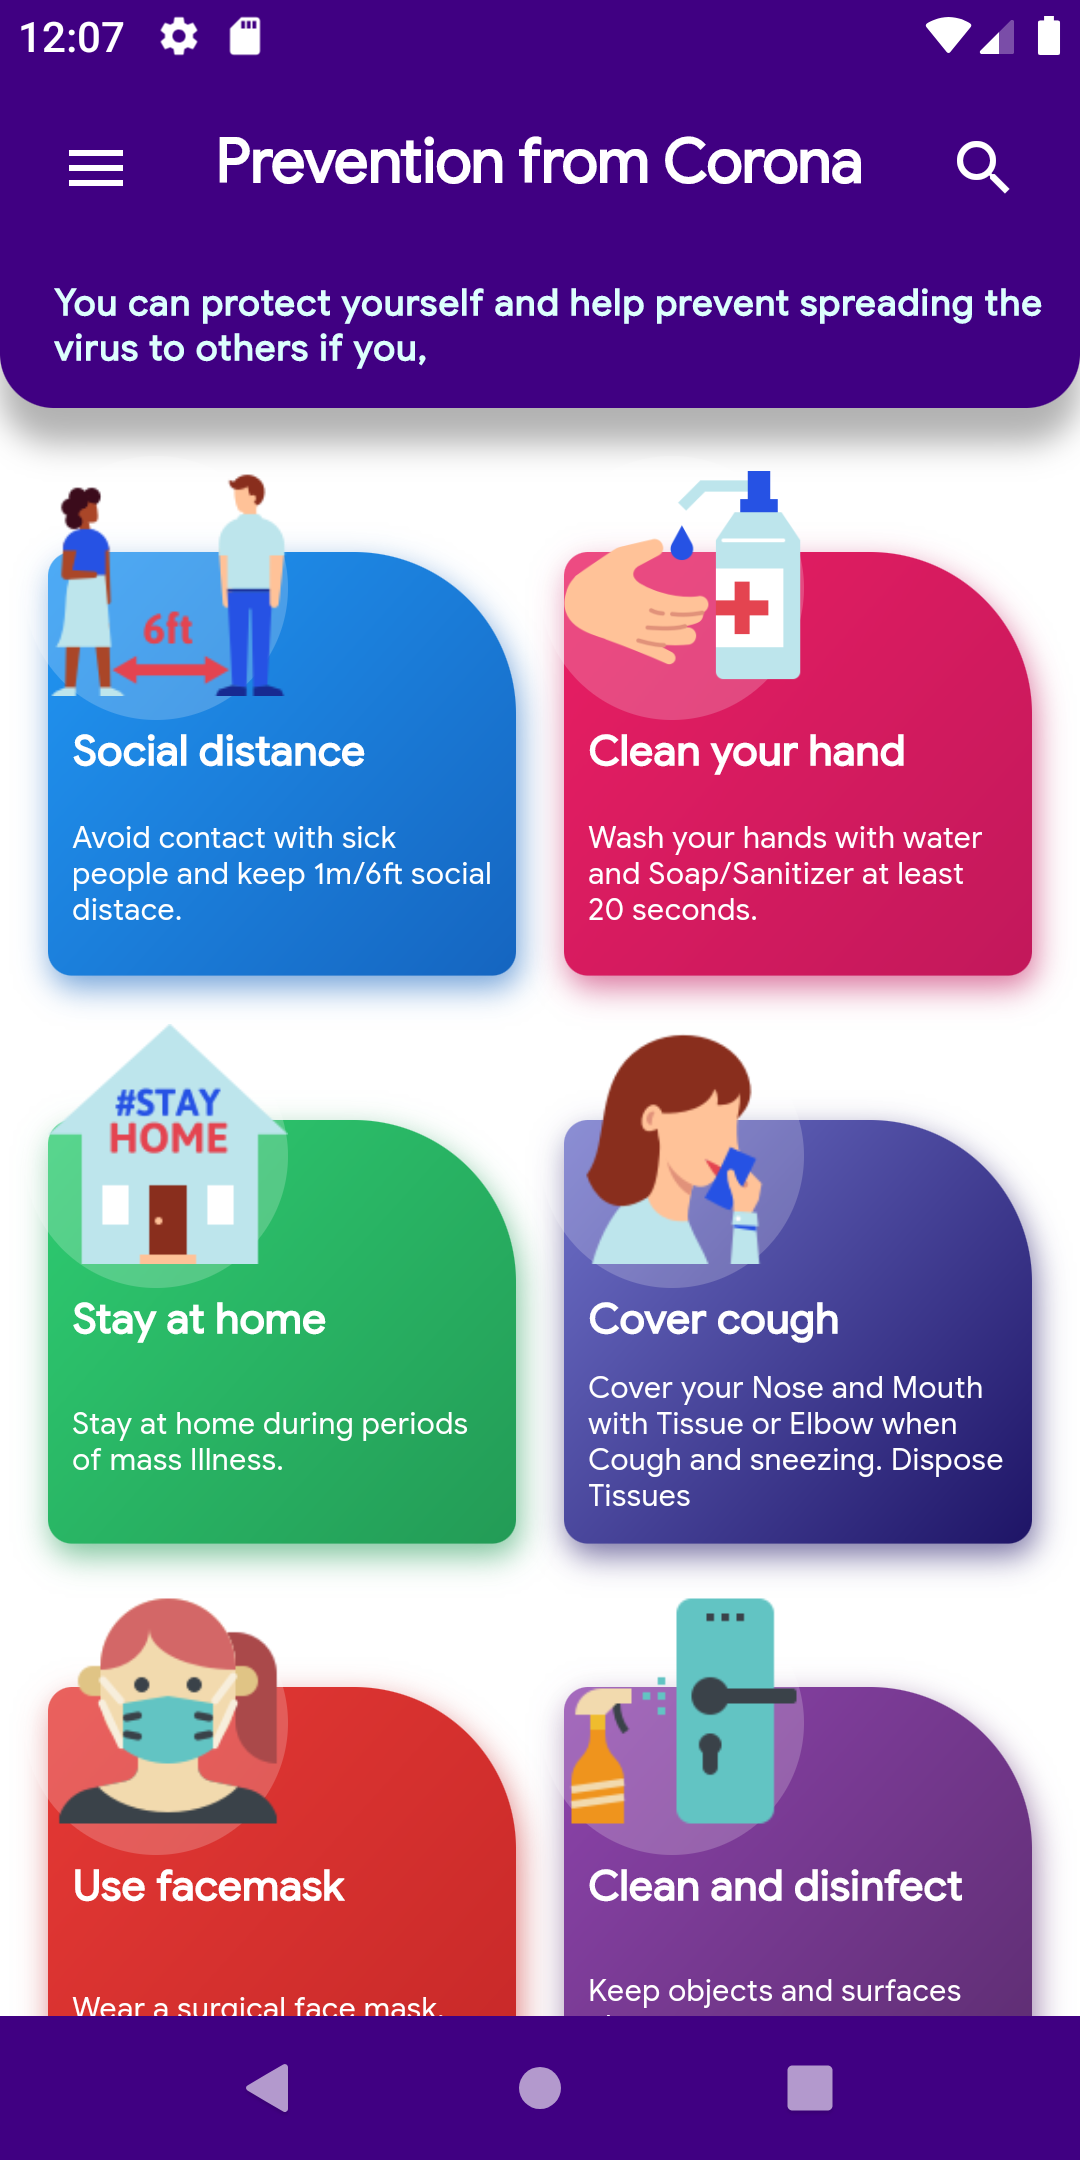 12:07
Prevention from Corona
You can protect yourself and help prevent spreading the
virus to others if you,
6ft
Social distance
Avoid contact with sick
people and keep 1m/6ft social
distace.
Clean your hand
Wash your hands with water
and Soap/Sanitizer at least
20 seconds.
#STAY
HOME
Stay at home
Stay at home during periods
of mass Illness.
Cover cough
Cover your Nose and Mouth
with Tissue or Elbow when
Cough and sneezing. Dispose
Tissues
Use facemask
Wear a surgical face mask.
Clean and disinfect
Keep objects and surfaces